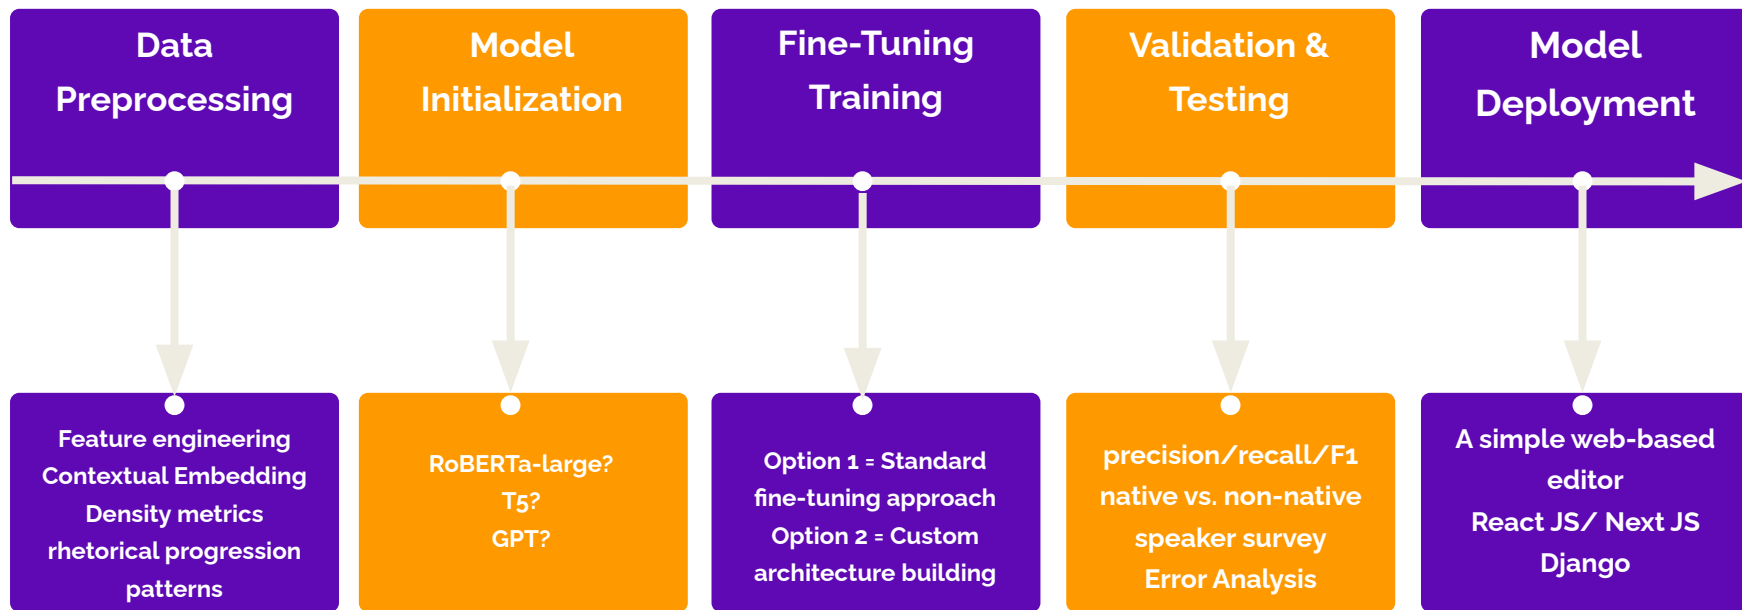 Data
Preprocessing
Model
Initialization
Fine-Tuning
Training
Validation &
Testing
Model
Deployment
Feature engineering
Contextual Embedding
Density metrics
rhetorical progression
patterns
RoBERTa-large?
T5?
GPT?
Option 1 = Standard
fine-tuning approach
Option 2 = Custom
architecture building
precision/recall/F1
native vs. non-native
speaker survey
Error Analysis
A simple web-based
editor
React JS/ Next JS
Django